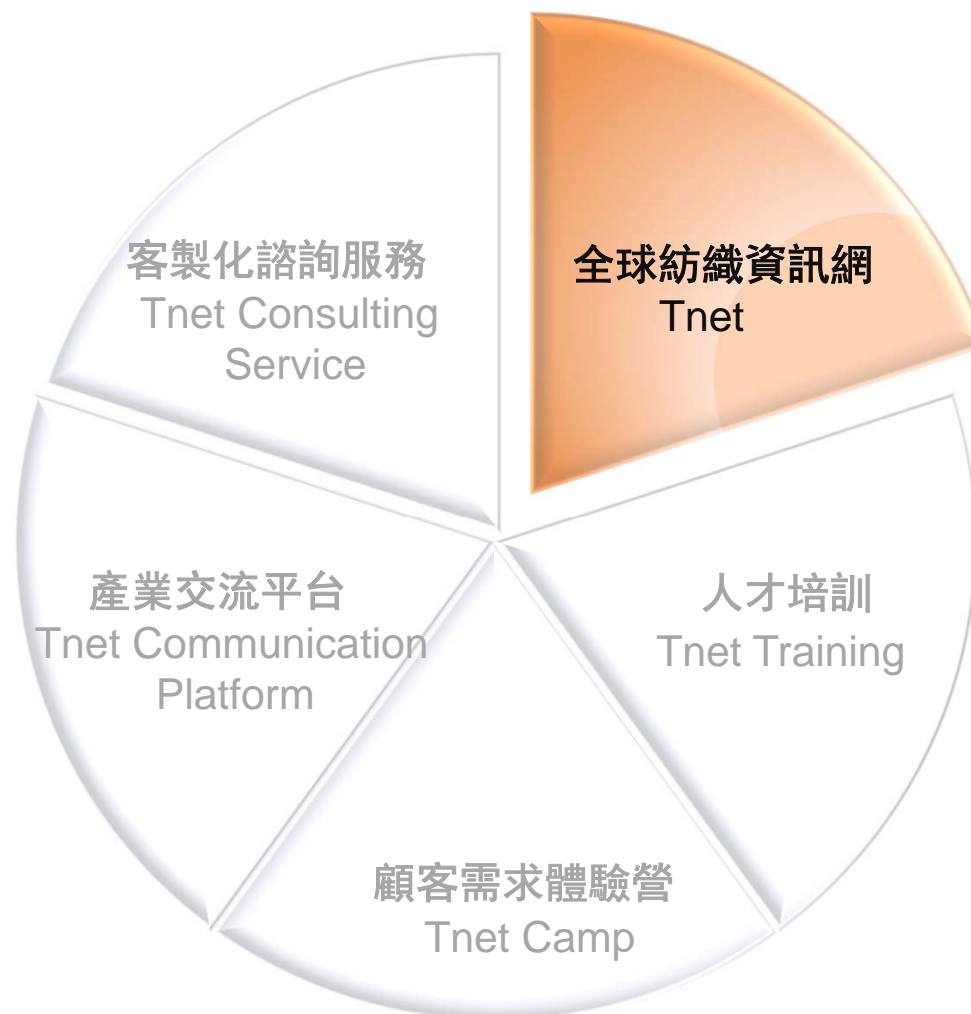 客製化諮詢服務
Tnet Consulting
Service
全球紡織資訊網
Tnet
產業交流平台
Tnet Communication
Platform
人才培訓
Tnet Training
顧客需求體驗營
Tnet Camp